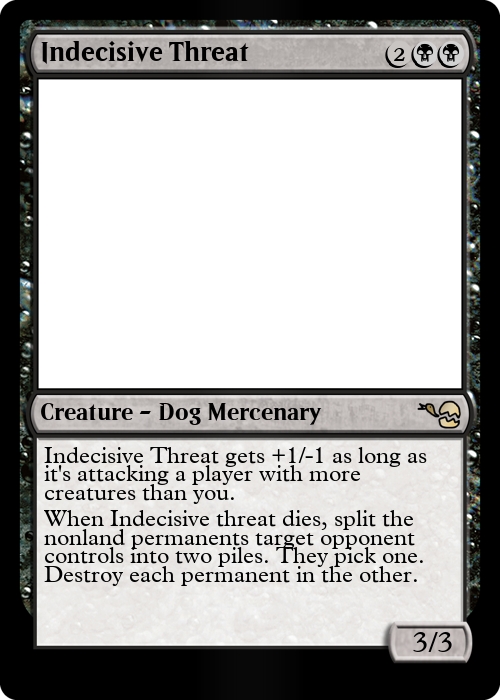 Indecisive Threat 2
Creature - Dog Mercenary
Indecisive Threat gets +1/-1 as long as
it's attacking a player with more
creatures than you.
When Indecisive threat dies, split the
nonland permanents target opponent
controls into two piles. They pick one.
Destroy each permanent in the other.
3/3